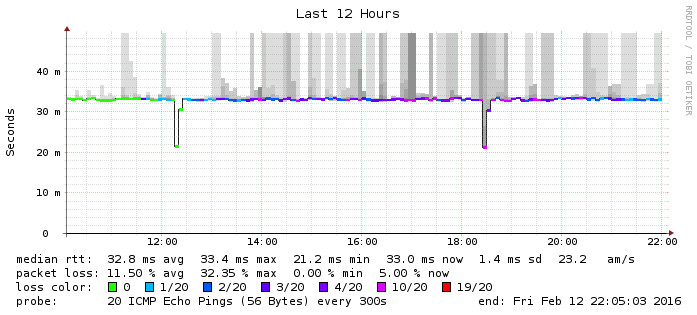 Last 12 Hours
RRDTOOL / TOBI OETIKER
Seconds
40 m
30 m
20 m
10 m
0
12:00 14:00 16:00 18:00 20:00 22:00
median rtt: 32.8 ms avg 33.4 ms max 21.2 ms min 33.0 ms now 1.4 ms sd 23.2 am/s
packet loss: 11.50 % avg 32.35 % max 0.00 % min 5.00 % now
loss color: 0 1/20 2/20 3/20 4/20 10/20 19/20
probe: 20 ICMP Echo Pings (56 Bytes) every 300s end: Fri Feb 12 22:05:03 2016